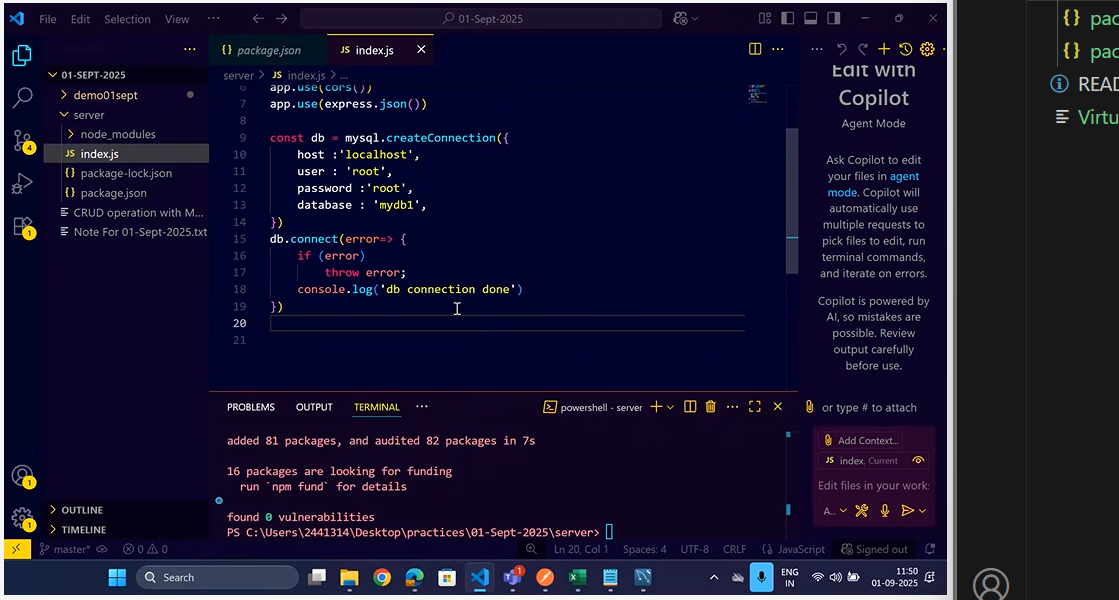 File Edit Selection View ··· 01-Sept-2025
package.json JS index.js
server > JS index.js > ...
01-SEPT-2025
demo01sept
server
node_modules
JS index.js
package-lock.json
package.json
CRUD operation with M...
Note For 01-Sept-2025.txt
OUTLINE
TIMELINE
6 app.use(cors())
7 app.use(express.json())
8
9 const db = mysql.createConnection({
10 host :'localhost',
11 user : 'root',
12 password :'root',
13 database : 'mydb1',
14 })
15 db.connect(error=> {
16 if (error)
17 throw error;
18 console.log('db connection done')
19 })
20
21
PROBLEMS OUTPUT TERMINAL ··· powershell - server
added 81 packages, and audited 82 packages in 7s
16 packages are looking for funding
run `npm fund` for details
found 0 vulnerabilities
PS C:\Users\2441314\Desktop\practices\01-Sept-2025\server>
Edit with
Copilot
Agent Mode
Ask Copilot to edit
your files in agent
mode. Copilot will
automatically use
multiple requests to
pick files to edit, run
terminal commands,
and iterate on errors.
Copilot is powered by
AI, so mistakes are
possible. Review
output carefully
before use.
or type # to attach
Add Context...
JS index. Current
Edit files in your work
A...
4
1
1
1
master* 0 0 Ln 20, Col 1 Spaces: 4 UTF-8 CRLF {} JavaScript Signed out
Search
1
ENG
IN
11:50
01-09-2025
{} pac
{} pac
READ
Virtu